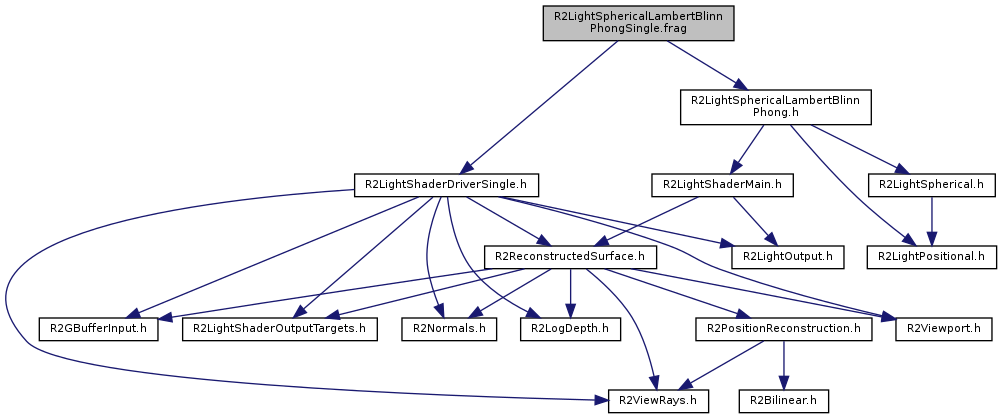 R2LightSphericalLambertBlinn
PhongSingle.frag
R2LightSphericalLambertBlinn
Phong.h
R2LightShaderDriverSingle.h
R2LightShaderMain.h
R2LightSpherical.h
R2ReconstructedSurface.h
R2LightOutput.h
R2LightPositional.h
R2GBufferInput.h
R2LightShaderOutputTargets.h
R2Normals.h
R2LogDepth.h
R2PositionReconstruction.h
R2Viewport.h
R2ViewRays.h
R2Bilinear.h